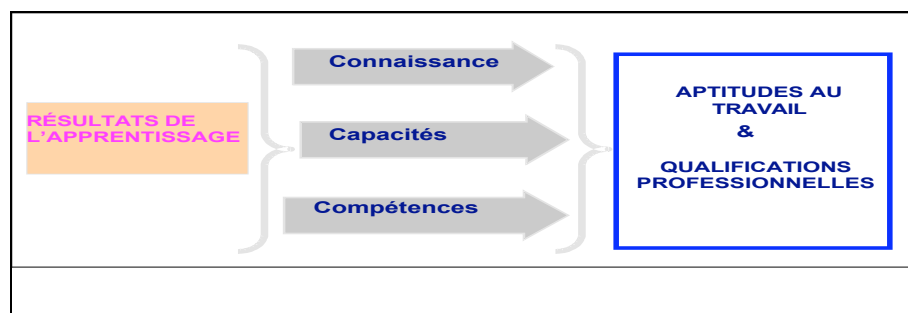 RÉSULTATS DE
L'APPRENTISSAGE
Connaissance
Capacités
Compétences
APTITUDES AU
TRAVAIL
&
QUALIFICATIONS
PROFESSIONNELLES